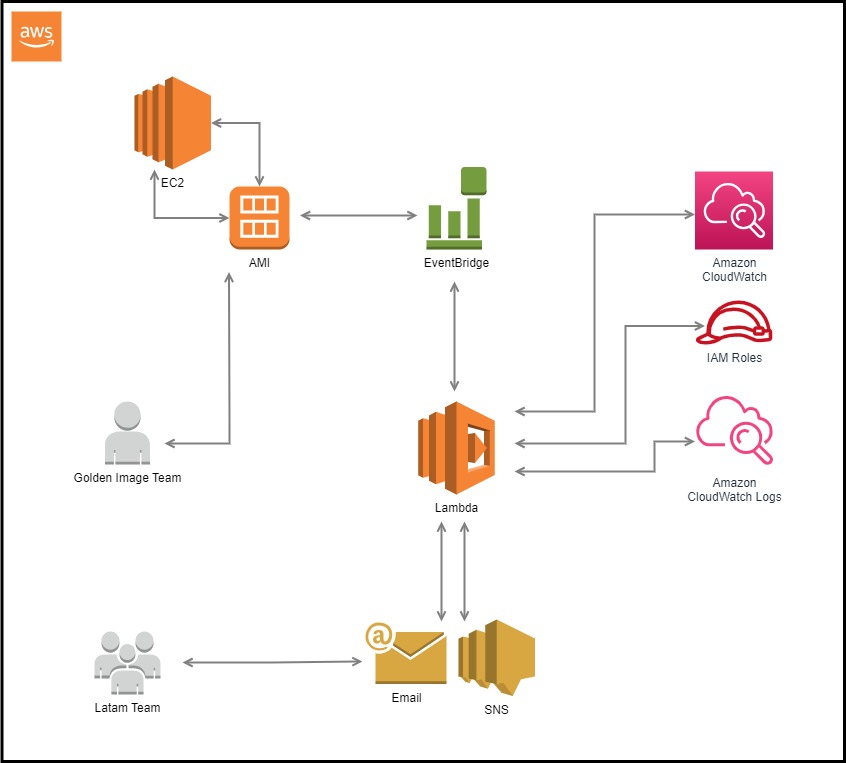 aws
EC2
AMI
EventBridge
Amazon
CloudWatch
IAM Roles
Golden Image Team
Lambda
Amazon
CloudWatch Logs
@
Latam Team
Email
SNS